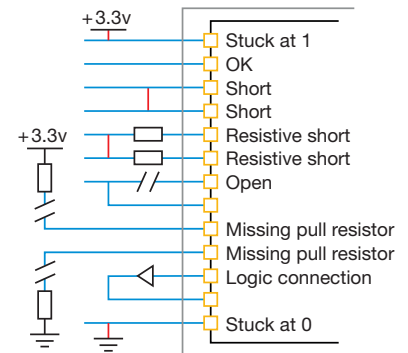 +3.3v
Stuck at 1
OK
Short
Short
+3.3v
Resistive short
Resistive short
Open
Missing pull resistor
Missing pull resistor
Logic connection
Stuck at 0